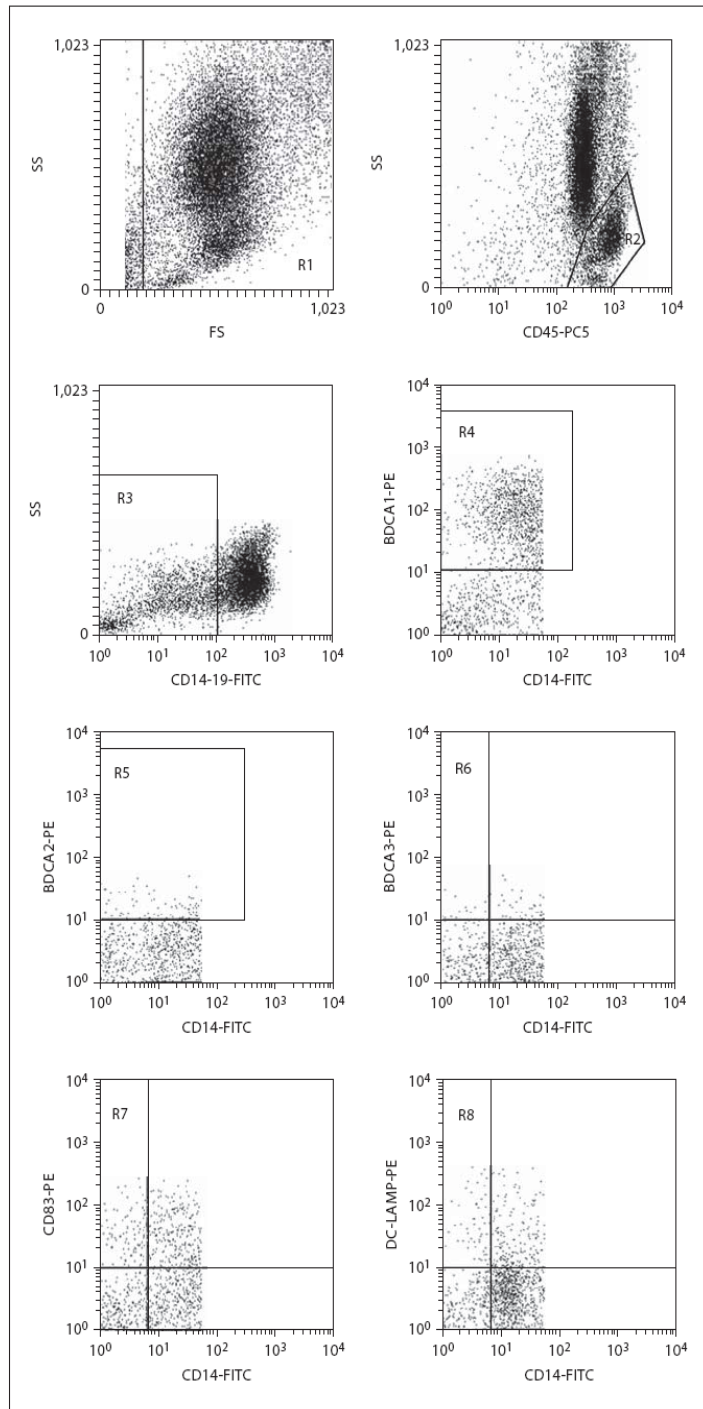 1,023
SS
R1
0
0
1,023
FS
1,023
SS
R2
0
10⁰ 10¹ 10² 10³ 10⁴
CD45-PC5
1,023
SS
R3
0
10⁰ 10¹ 10² 10³ 10⁴
CD14-19-FITC
10⁴
10³
10²
10¹
10⁰
BDCA1-PE
R4
10⁰ 10¹ 10² 10³ 10⁴
CD14-FITC
10⁴
10³
10²
10¹
10⁰
BDCA2-PE
R5
10⁰ 10¹ 10² 10³ 10⁴
CD14-FITC
10⁴
10³
10²
10¹
10⁰
BDCA3-PE
R6
10⁰ 10¹ 10² 10³ 10⁴
CD14-FITC
10⁴
10³
10²
10¹
10⁰
CD83-PE
R7
10⁰ 10¹ 10² 10³ 10⁴
CD14-FITC
10⁴
10³
10²
10¹
10⁰
DC-LAMP-PE
R8
10⁰ 10¹ 10² 10³ 10⁴
CD14-FITC